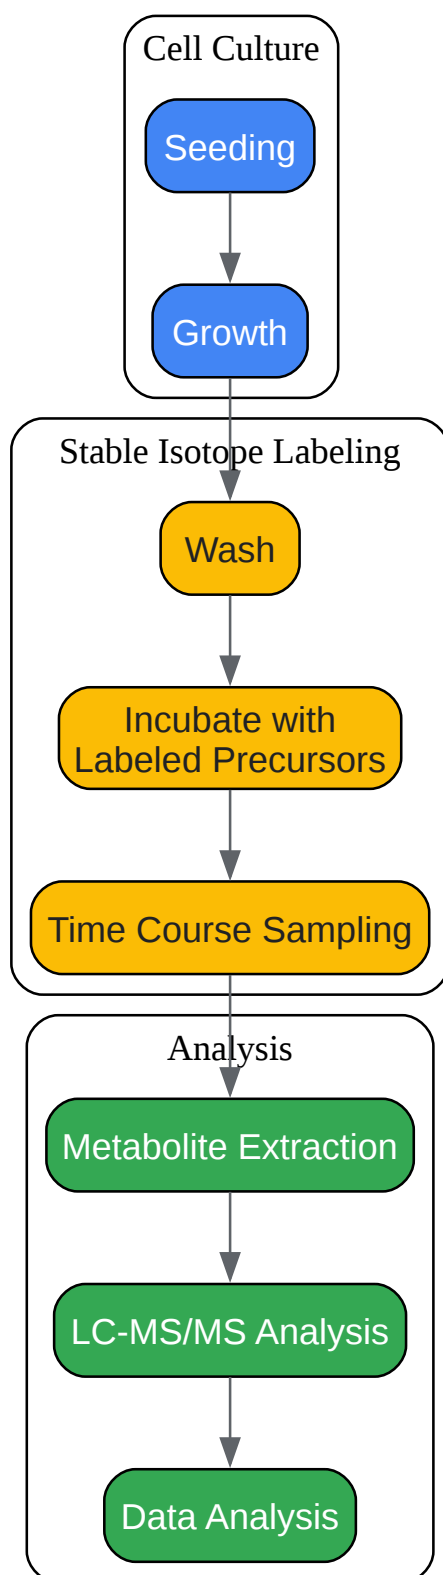 Cell Culture
Seeding
Growth
Stable Isotope Labeling
Wash
Incubate with
Labeled Precursors
Time Course Sampling
Analysis
Metabolite Extraction
LC-MS/MS Analysis
Data Analysis